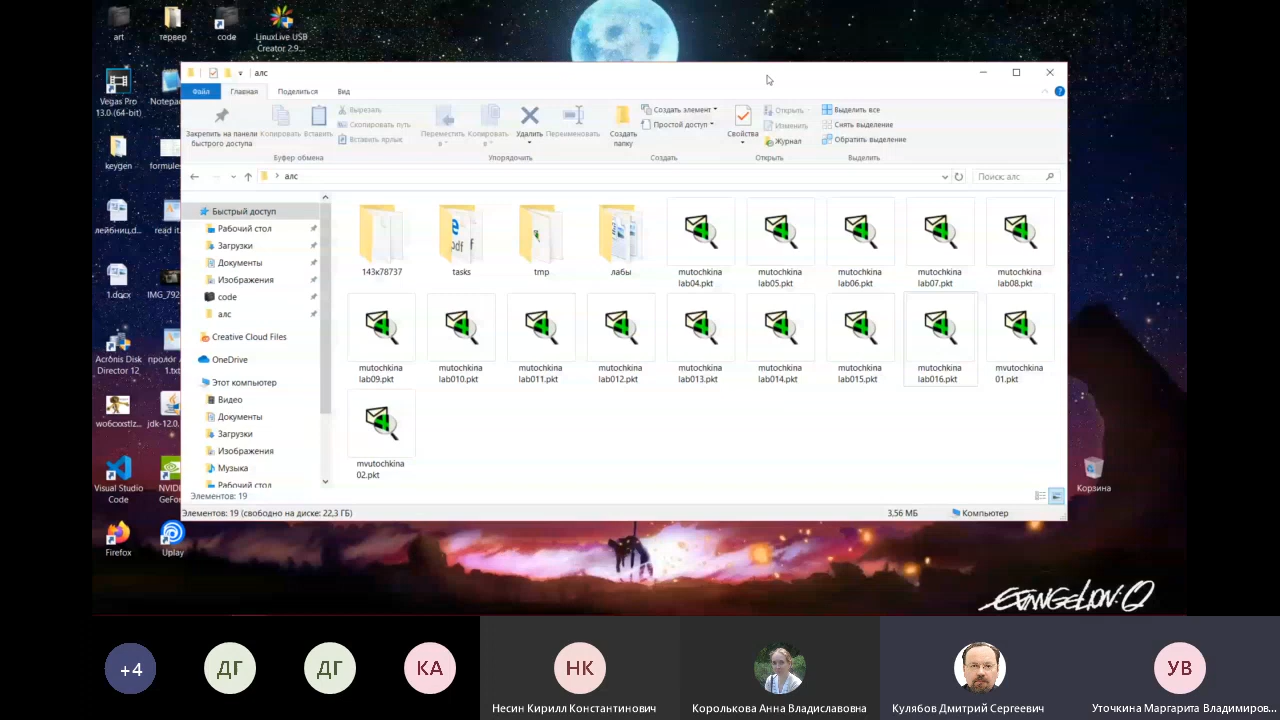 art
тервер
code
LinuxLive USB
Creator 2.9...
Vegas Pro
13.0 (64-bit)
Notepa
keygen
formules
лейбниц.d...
read it.
1.docx
IMG_792
Acronis Disk
Director 12
пролог
1.txt
wo6cxxstlz...
jdk-12.0.
Visual Studio
Code
NVIDI
GeFor
Firefox
Uplay
Корзина
алс
Файл
Главная
Поделиться
Вид
Закрепить на панели
быстрого доступа
Копировать
Вставить
Вырезать
Скопировать путь
Вставить ярлык
Буфер обмена
Переместить
в
Копировать
в
Удалить
Переименовать
Упорядочить
Создать
папку
Создать элемент
Простой доступ
Создать
Свойства
Открыть
Изменить
Журнал
Открыть
Выделить все
Снять выделение
Обратить выделение
Выделить
алс
Поиск: алс
Быстрый доступ
Рабочий стол
Загрузки
Документы
Изображения
code
алс
Creative Cloud Files
OneDrive
Этот компьютер
Видео
Документы
Загрузки
Изображения
Музыка
Рабочий стол
143к78737
tasks
tmp
лабы
mutochkina
lab04.pkt
mutochkina
lab05.pkt
mutochkina
lab06.pkt
mutochkina
lab07.pkt
mutochkina
lab08.pkt
mutochkina
lab09.pkt
mutochkina
lab010.pkt
mutochkina
lab011.pkt
mutochkina
lab012.pkt
mutochkina
lab013.pkt
mutochkina
lab014.pkt
mutochkina
lab015.pkt
mutochkina
lab016.pkt
mvutochkina
01.pkt
mvutochkina
02.pkt
Элементов: 19
Элементов: 19 (свободно на диске: 22,3 ГБ)
3,56 МБ
Компьютер
EVANGELION:Q
+4
ДГ
ДГ
КА
НК
УВ
Несин Кирилл Константинович
Королькова Анна Владиславовна
Кулябов Дмитрий Сергеевич
Уточкина Маргарита Владимиров...